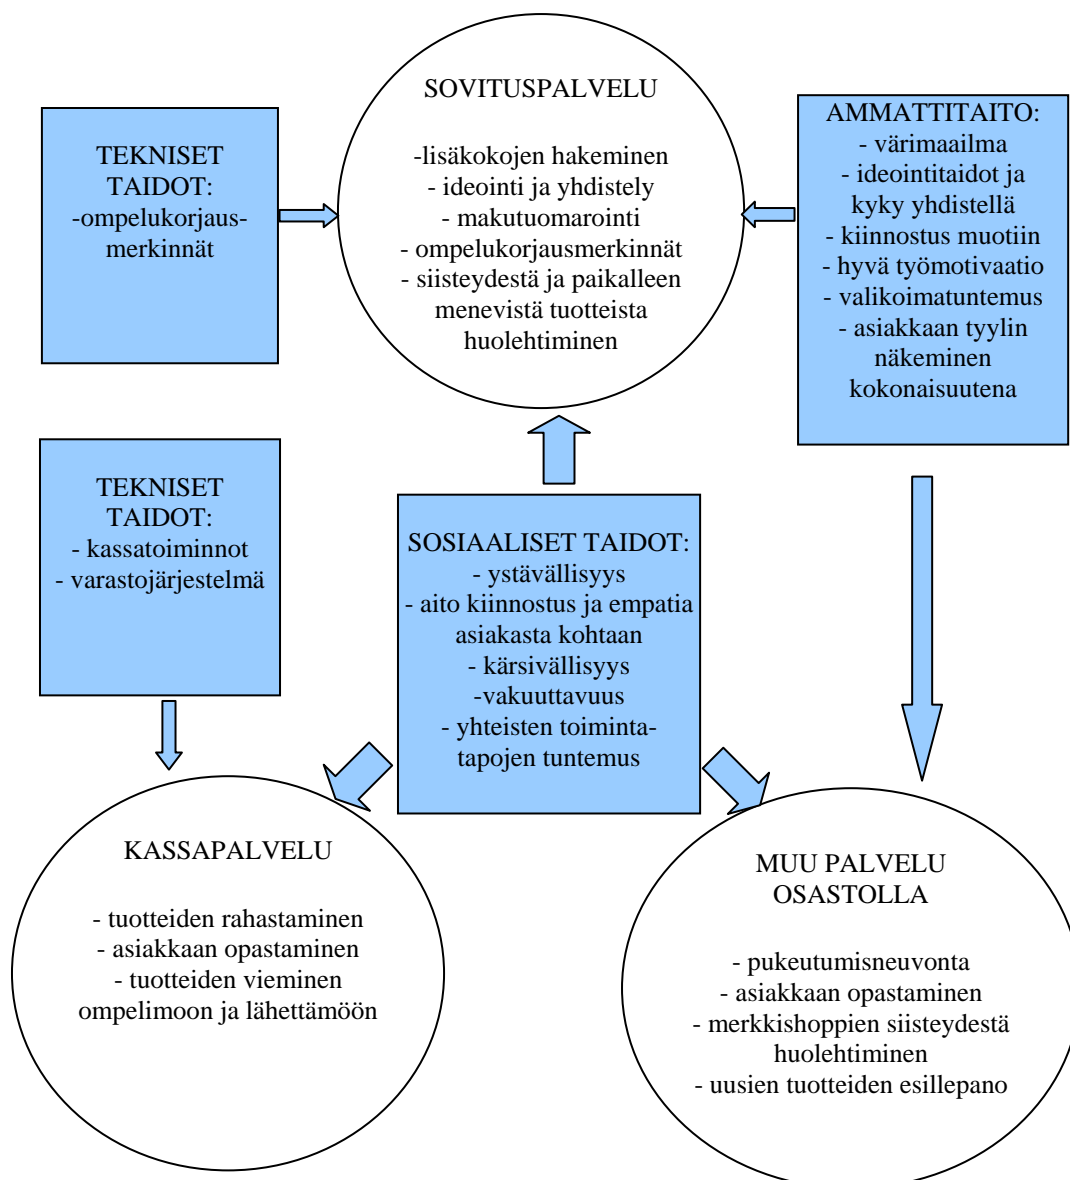 SOVITUSPALVELU
-lisäkokojen hakeminen
- ideointi ja yhdistely
- makutuomarointi
- ompelukorjausmerkinnät
- siisteydestä ja paikalleen
menevistä tuotteista
huolehtiminen
TEKNISET
TAIDOT:
-ompelukorjaus-
merkinnät
AMMATTITAITO:
- värimaailma
- ideointitaidot ja
kyky yhdistellä
- kiinnostus muotiin
- hyvä työmotivaatio
- valikoimatuntemus
- asiakkaan tyylin
näkeminen
kokonaisuutena
TEKNISET
TAIDOT:
- kassatoiminnot
- varastojärjestelmä
SOSIAALISET TAIDOT:
- ystävällisyys
- aito kiinnostus ja empatia
asiakasta kohtaan
- kärsivällisyys
-vakuuttavuus
- yhteisten toiminta-
tapojen tuntemus
KASSAPALVELU
- tuotteiden rahastaminen
- asiakkaan opastaminen
- tuotteiden vieminen
ompelimoon ja lähettämöön
MUU PALVELU
OSASTOLLA
- pukeutumisneuvonta
- asiakkaan opastaminen
- merkkishoppien siisteydestä
huolehtiminen
- uusien tuotteiden esillepano